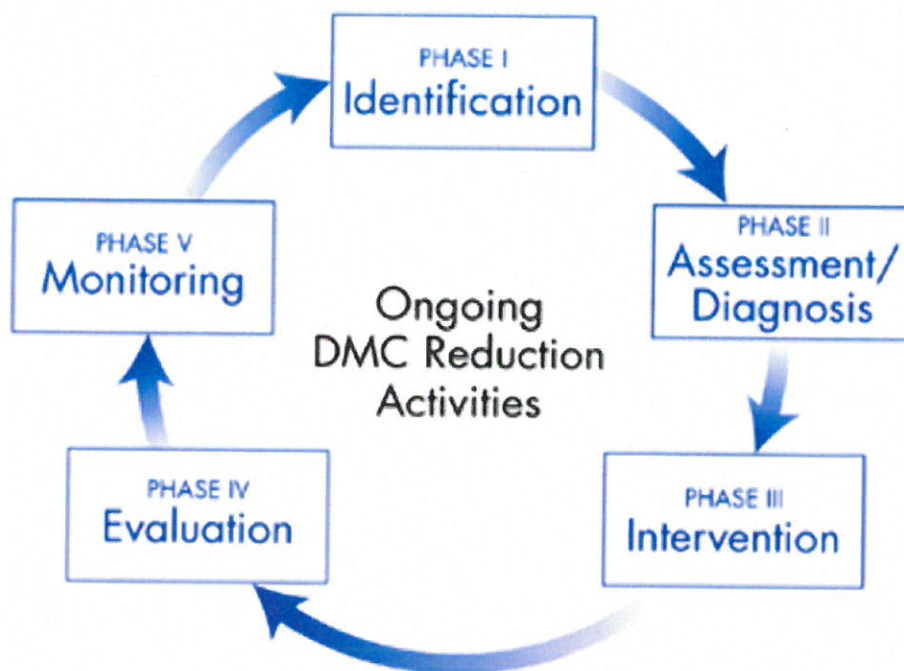 PHASE I
Identification
PHASE II
Assessment/
Diagnosis
PHASE III
Intervention
PHASE IV
Evaluation
PHASE V
Monitoring
Ongoing
DMC Reduction
Activities